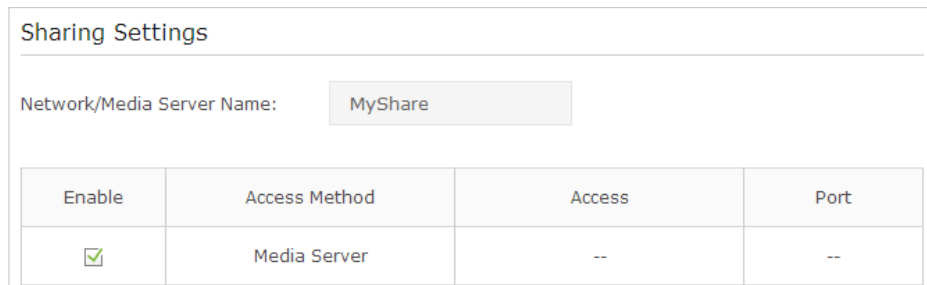 Sharing Settings
Network/Media Server Name: MyShare
Enable Access Method Access Port
Media Server -- --